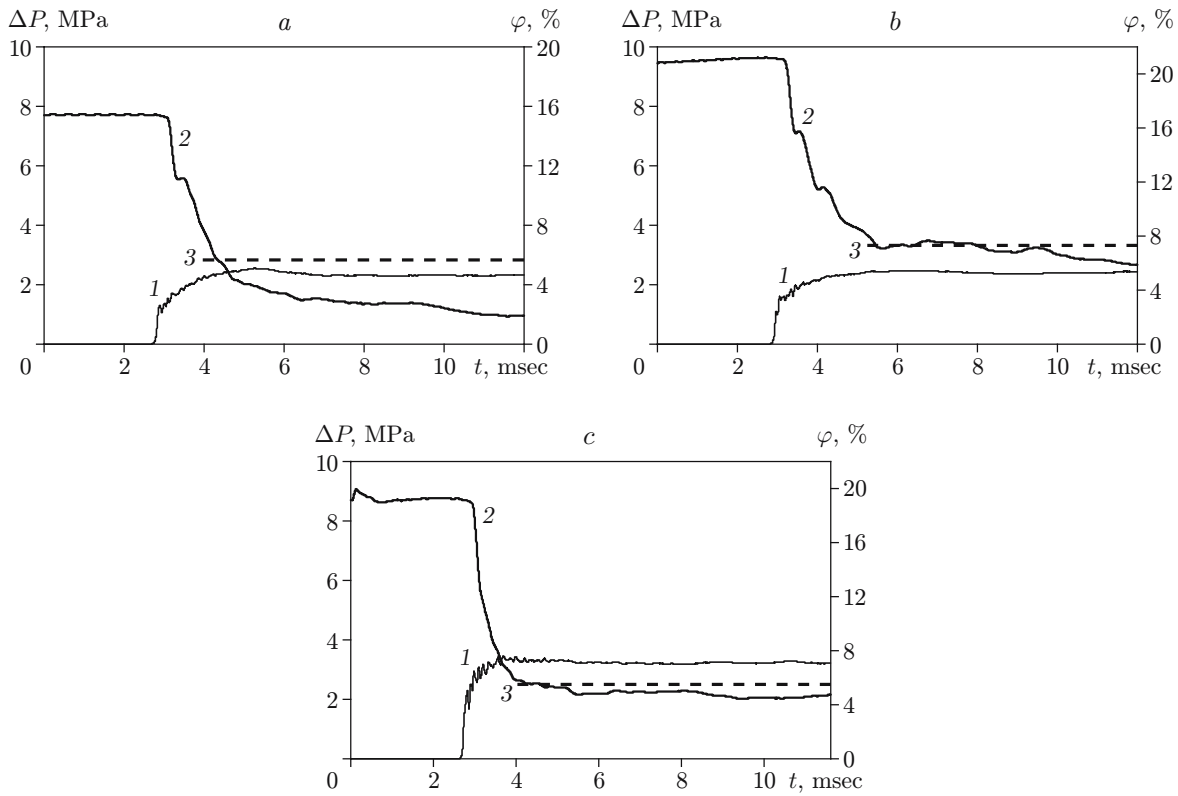 ΔP, MPa a φ, %
10 20
8 2 16
6 12
4 8
3
2 1 4
0 2 4 6 8 10 t, msec 0
ΔP, MPa b φ, %
10
20
8 2 16
6 12
4 8
3
2 1 4
0 2 4 6 8 10 t, msec 0
ΔP, MPa c φ, %
10 20
8 2 16
6 12
4 1 8
2 3 4
0 0
0 2 4 6 8 10 t, msec